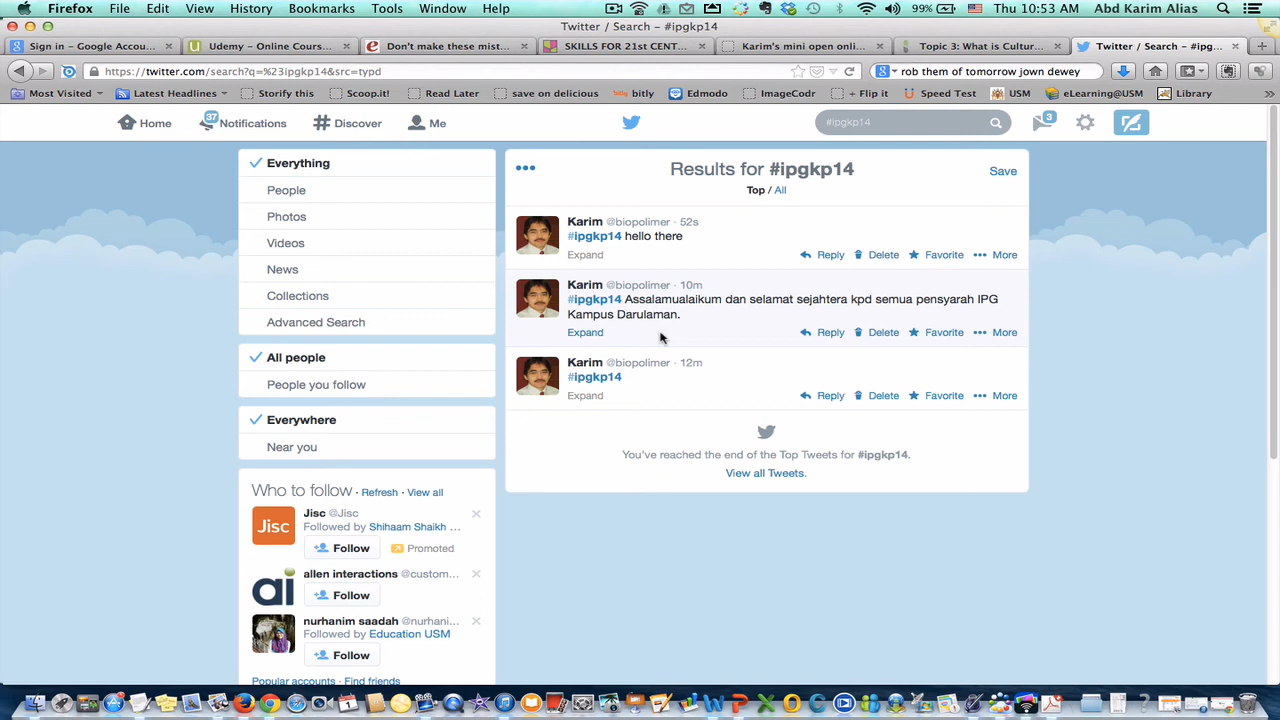 Firefox File Edit View History Bookmarks Tools Window Help 99% Thu 10:53 AM Abd Karim Alias
Twitter / Search – #ipgkp14
Sign in – Google Accou... Udemy – Online Cours... Don't make these mist... SKILLS FOR 21st CENT... Karim's mini open onli... Topic 3: What is Cultur... Twitter / Search – #ipg...
https://twitter.com/search?q=%23ipgkp14&src=typd rob them of tomorrow jown dewey
Most Visited Latest Headlines Storify this Scoop.it! Read Later save on delicious bitly Edmodo ImageCodr + Flip it Speed Test USM eLearning@USM Library
Home 37 Notifications Discover Me #ipgkp14 3
Everything
People
Photos
Videos
News
Collections
Advanced Search
All people
People you follow
Everywhere
Near you
Who to follow · Refresh · View all
Jisc Jisc @Jisc
Followed by Shihaam Shaikh ...
Follow Promoted
allen interactions @custom...
ai Follow
nurhanim saadah @nurhani...
Followed by Education USM
Follow
Popular accounts · Find friends
Results for #ipgkp14 Save
Top / All
Karim @biopolimer · 52s
#ipgkp14 hello there
Expand Reply Delete Favorite More
Karim @biopolimer · 10m
#ipgkp14 Assalamualaikum dan selamat sejahtera kpd semua pensyarah IPG
Kampus Darulaman.
Expand Reply Delete Favorite More
Karim @biopolimer · 12m
#ipgkp14
Expand Reply Delete Favorite More
You've reached the end of the Top Tweets for #ipgkp14.
View all Tweets.